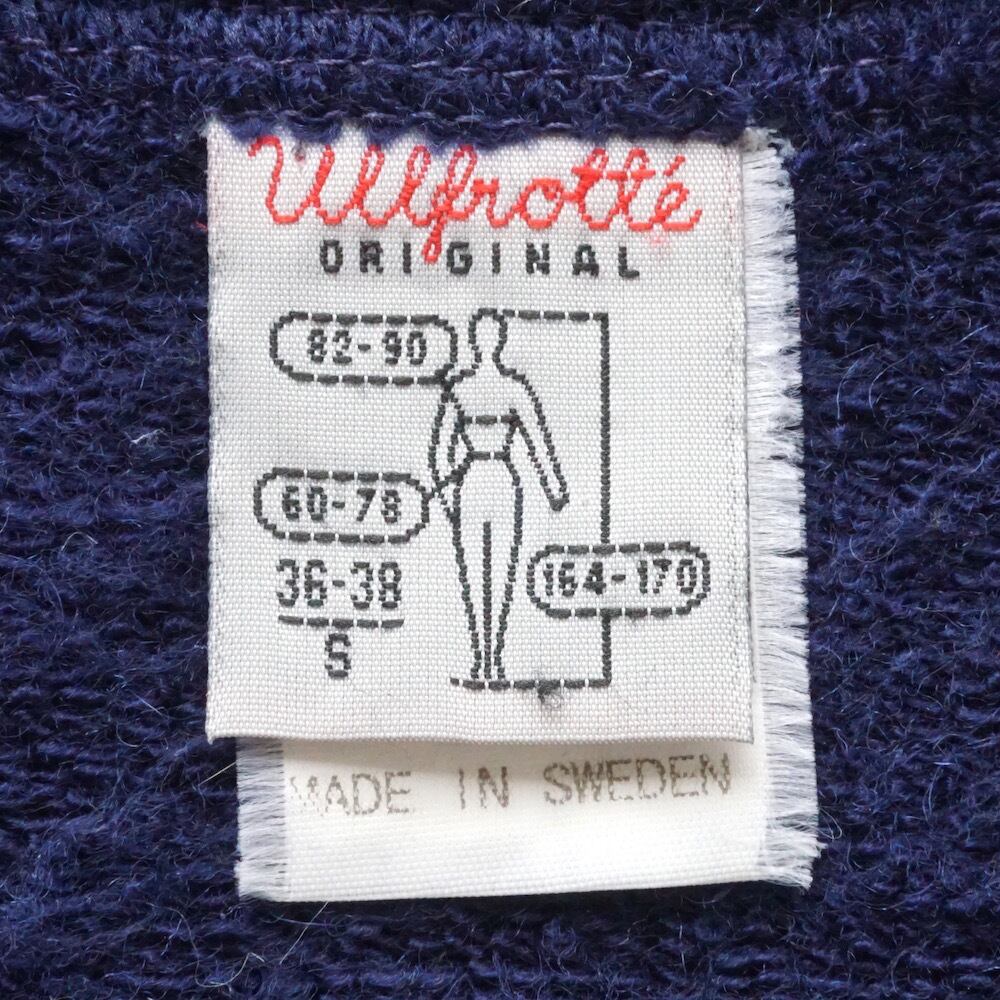 Ullfrotté
ORIGINAL
82-90
60-78
36-38
S
164-170
MADE IN SWEDEN